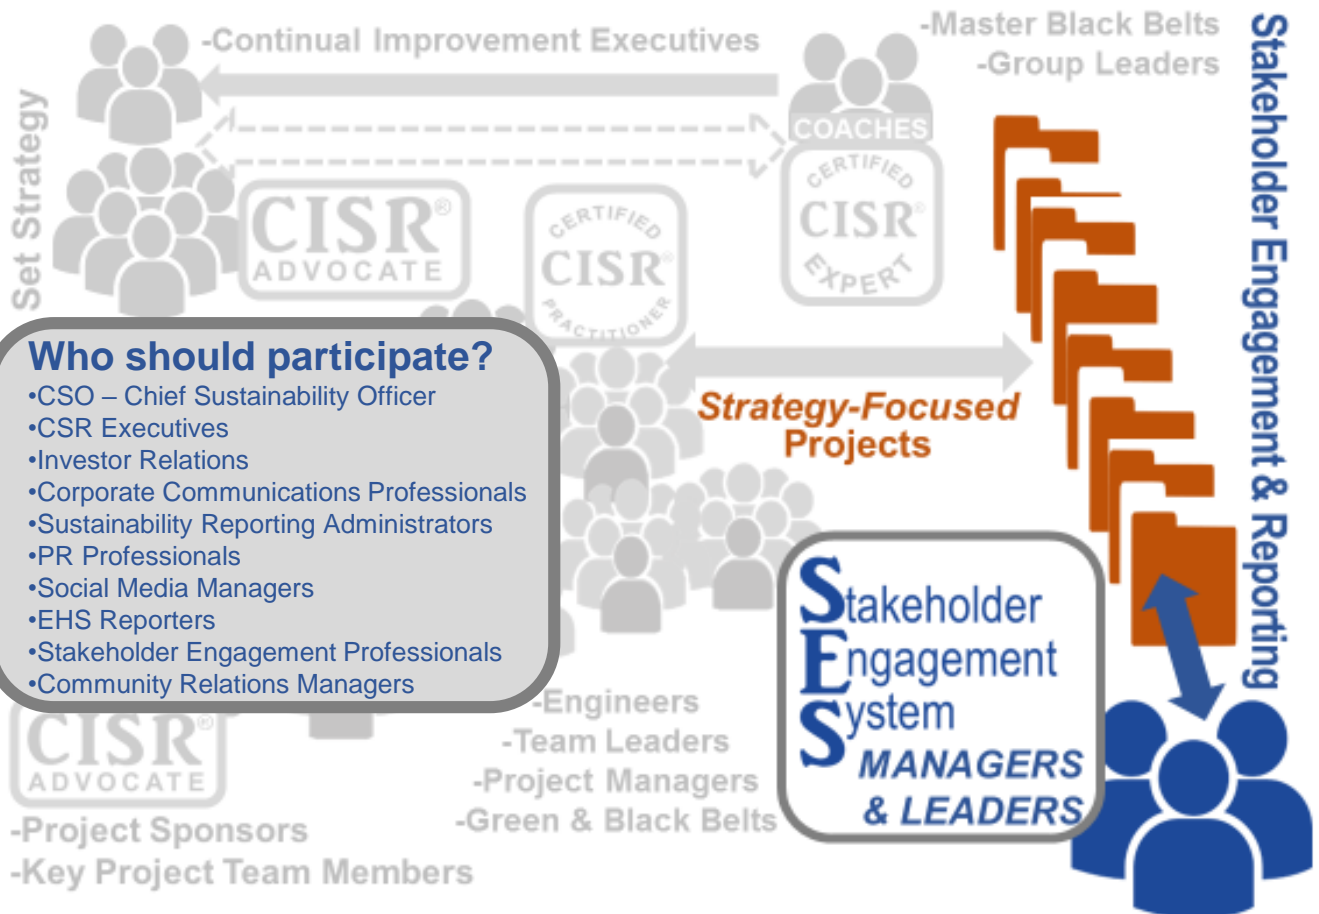 -Continual Improvement Executives
-Master Black Belts
-Group Leaders
Stakeholder Engagement & Reporting
Set Strategy
COACHES
CISR®
ADVOCATE
CERTIFIED
CISR®
PRACTITIONER
CERTIFIED
CISR®
EXPERT
Who should participate?
•CSO – Chief Sustainability Officer
•CSR Executives
•Investor Relations
•Corporate Communications Professionals
•Sustainability Reporting Administrators
•PR Professionals
•Social Media Managers
•EHS Reporters
•Stakeholder Engagement Professionals
•Community Relations Managers
Strategy-Focused
Projects
Stakeholder
Engagement
System
MANAGERS
& LEADERS
-Engineers
-Team Leaders
-Project Managers
-Green & Black Belts
CISR®
ADVOCATE
-Project Sponsors
-Key Project Team Members